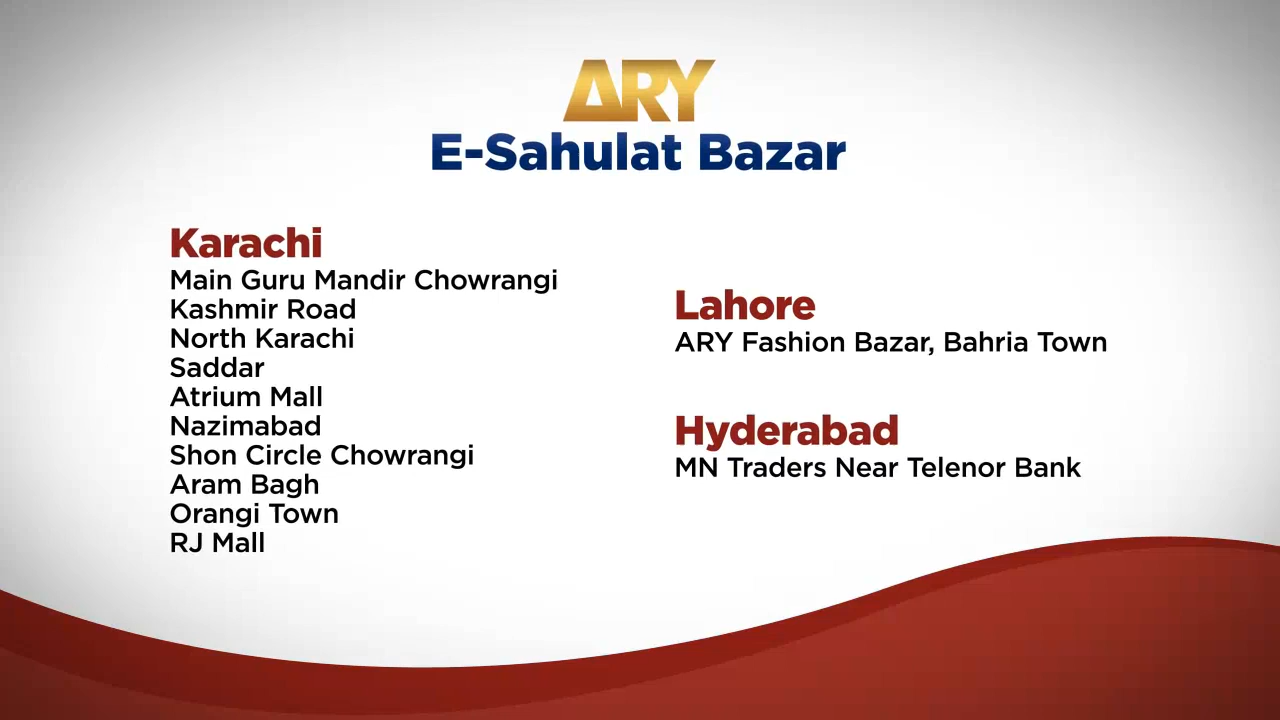 ARY
E-Sahulat Bazar
Karachi
Main Guru Mandir Chowrangi
Kashmir Road
North Karachi
Saddar
Atrium Mall
Nazimabad
Shon Circle Chowrangi
Aram Bagh
Orangi Town
RJ Mall
Lahore
ARY Fashion Bazar, Bahria Town
Hyderabad
MN Traders Near Telenor Bank